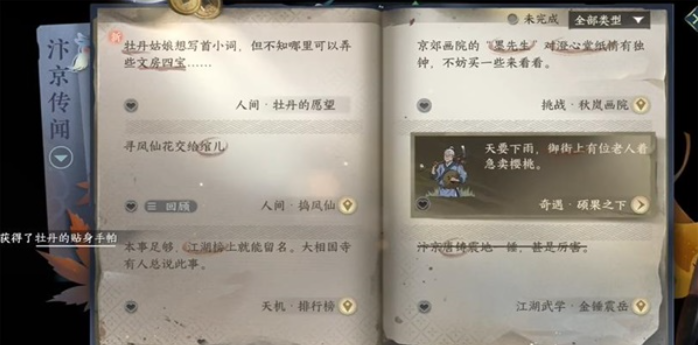 未完成
全部类型
汴京传闻
新
牡丹姑娘想写首小词，但不知哪里可以弄
些文房四宝……
人间·牡丹的愿望
寻凤仙花交给倌儿
回顾
人间·捣凤仙
获得了牡丹的贴身手帕
本事足够，江湖榜上就能留名。大相国寺
有人总说此事。
天机·排行榜
京郊画院的“墨先生”对澄心堂纸情有独
钟，不妨买一些来看看。
挑战·秋岚画院
天要下雨，御街上有位老人着
急卖樱桃。
奇遇·硕果之下
汴京唐锤震地一锤，甚是厉害。
江湖武学·金锤震岳